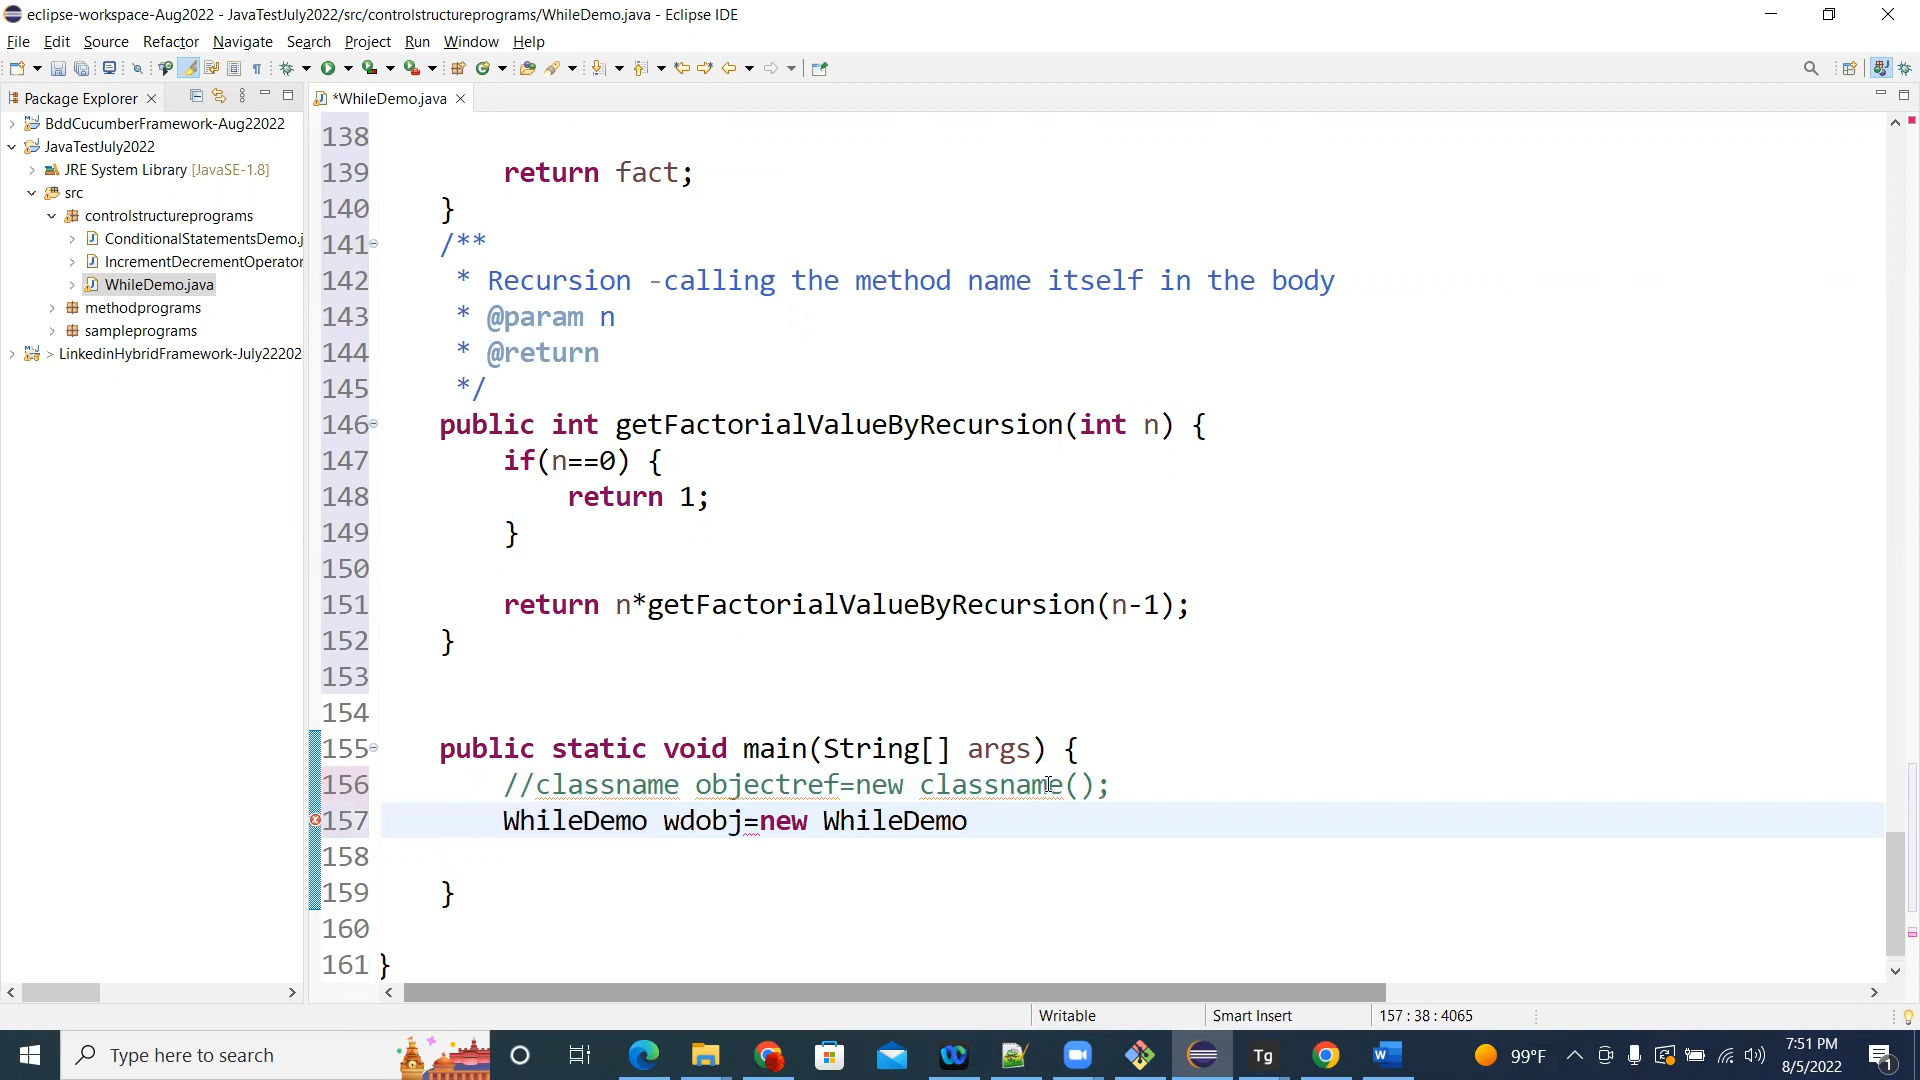 eclipse-workspace-Aug2022 - JavaTestJuly2022/src/controlstructureprograms/WhileDemo.java - Eclipse IDE
File Edit Source Refactor Navigate Search Project Run Window Help
Package Explorer
*WhileDemo.java
BddCucumberFramework-Aug22022
JavaTestJuly2022
JRE System Library [JavaSE-1.8]
src
controlstructureprograms
ConditionalStatementsDemo.j
IncrementDecrementOperator
WhileDemo.java
methodprograms
sampleprograms
> LinkedinHybridFramework-July22202
138
139 return fact;
140 }
141 /**
142 * Recursion -calling the method name itself in the body
143 * @param n
144 * @return
145 */
146 public int getFactorialValueByRecursion(int n) {
147 if(n==0) {
148 return 1;
149 }
150
151 return n*getFactorialValueByRecursion(n-1);
152 }
153
154
155 public static void main(String[] args) {
156 //classname objectref=new classname();
157 WhileDemo wdobj=new WhileDemo
158
159 }
160
161 }
Writable Smart Insert 157 : 38 : 4065
Type here to search
Tg
99°F
7:51 PM
8/5/2022
1